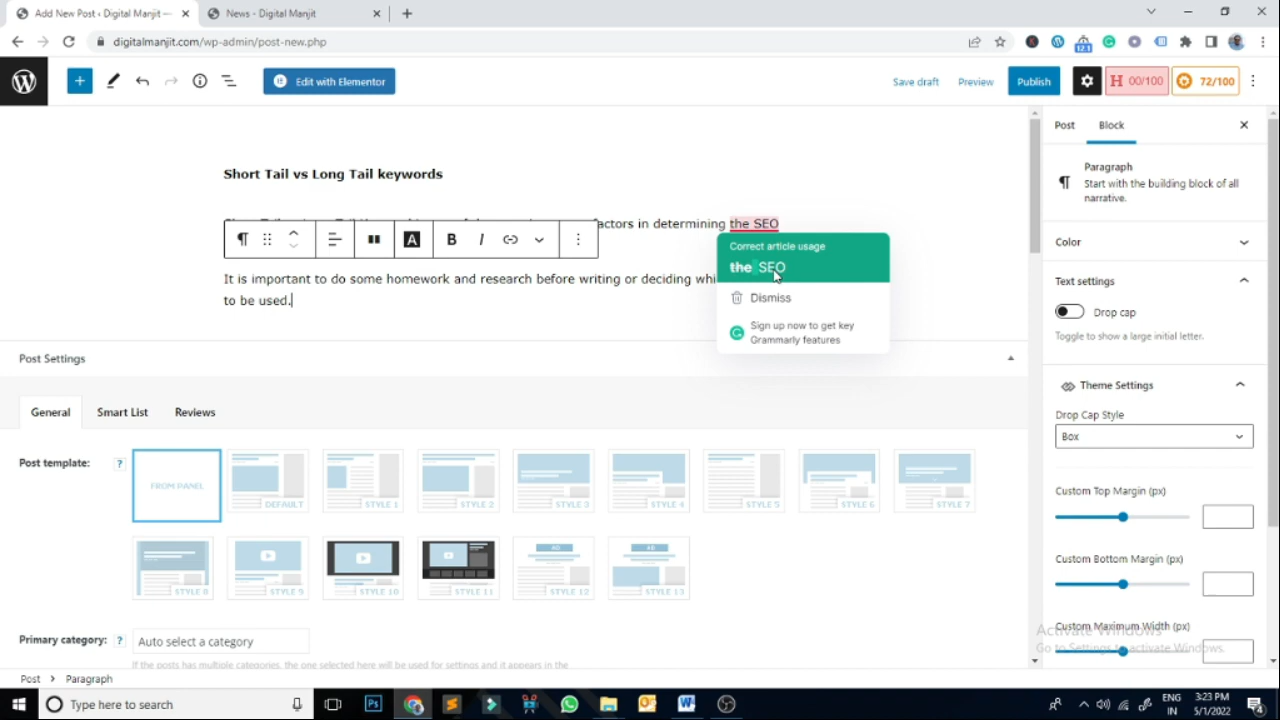 Add New Post ‹ Digital Manjit —
News - Digital Manjit
digitalmanjit.com/wp-admin/post-new.php
12.1
Edit with Elementor
Save draft
Preview
Publish
H 00/100
72/100
Post
Block
Short Tail vs Long Tail keywords
Paragraph
Start with the building block of all
narrative.
factors in determining the SEO
A
B
I
Correct article usage
the SEO
Color
It is important to do some homework and research before writing or deciding
to be used.
Dismiss
Sign up now to get key
Grammarly features
Text settings
Drop cap
Toggle to show a large initial letter.
Post Settings
Theme Settings
General
Smart List
Reviews
Drop Cap Style
Box
Post template:
?
FROM PANEL
DEFAULT
STYLE 1
STYLE 2
STYLE 3
STYLE 4
STYLE 5
STYLE 6
STYLE 7
Custom Top Margin (px)
STYLE 8
STYLE 9
STYLE 10
STYLE 11
AD
STYLE 12
AD
STYLE 13
Custom Bottom Margin (px)
Custom Maximum Width (px)
Activate Windows
Go to Settings to activate Windows.
Primary category:
?
Auto select a category
If the posts has multiple categories, the one selected here will be used for settings and it appears in the
Post
Paragraph
Type here to search
Ps
ENG
IN
3:23 PM
5/1/2022